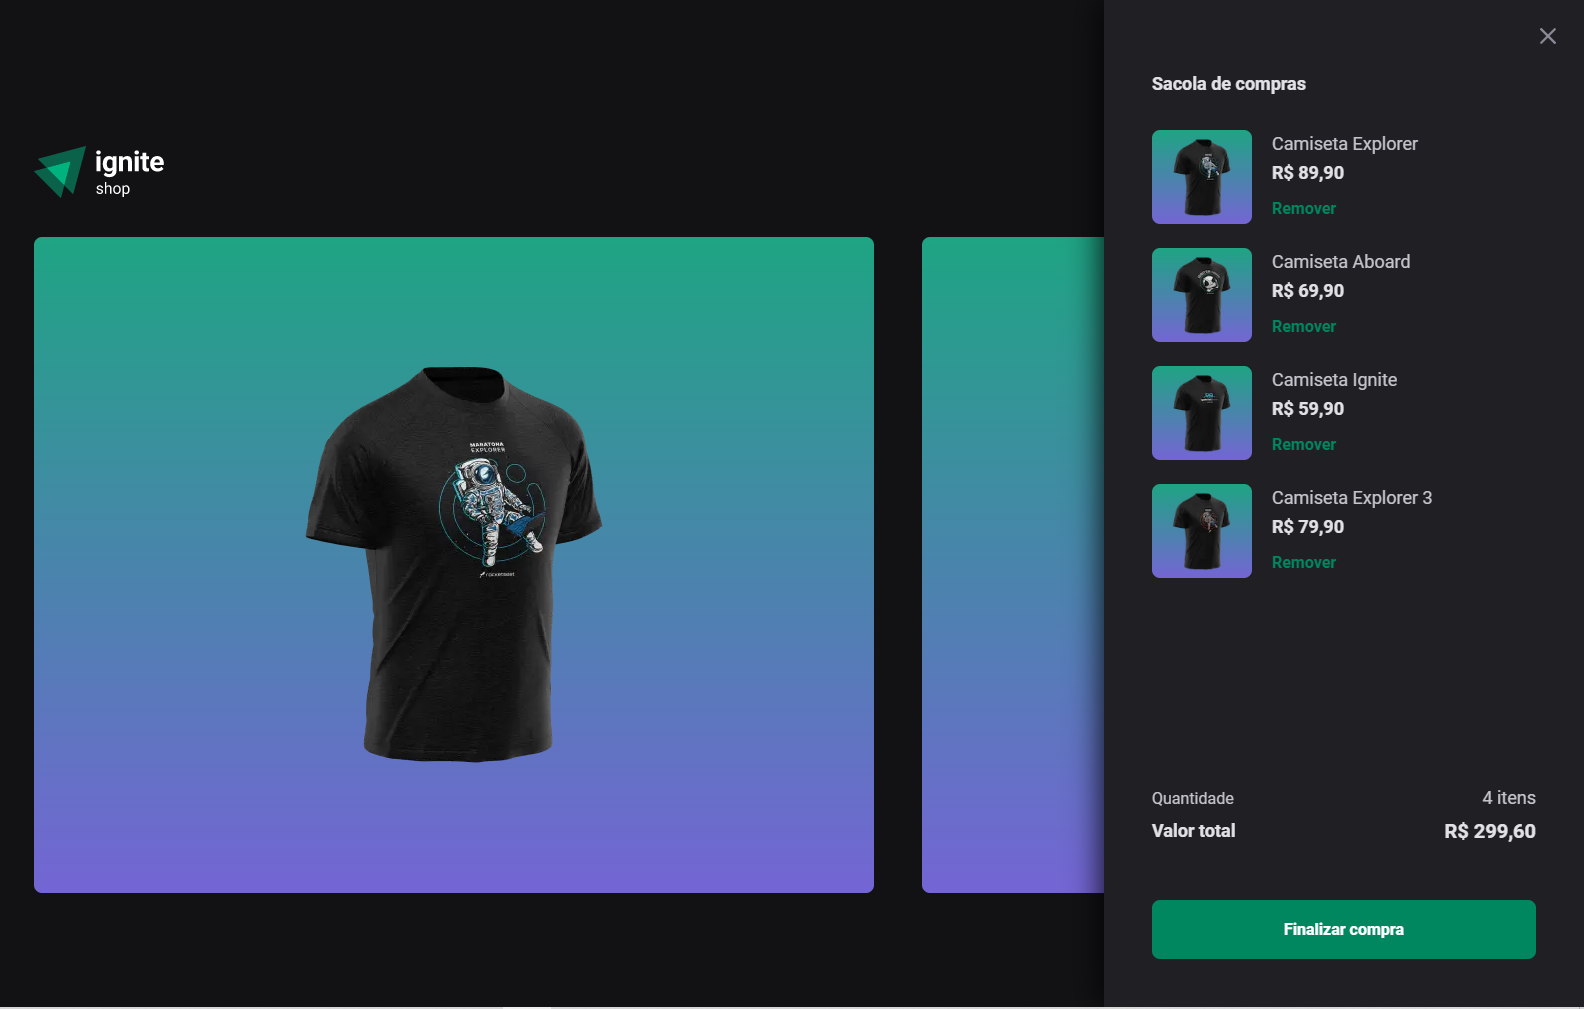 ignite
shop
MARATONA
EXPLORER
rocketseat
Sacola de compras
Camiseta Explorer
R$ 89,90
Remover
Camiseta Aboard
R$ 69,90
Remover
Camiseta Ignite
R$ 59,90
Remover
Camiseta Explorer 3
R$ 79,90
Remover
Quantidade 4 itens
Valor total R$ 299,60
Finalizar compra